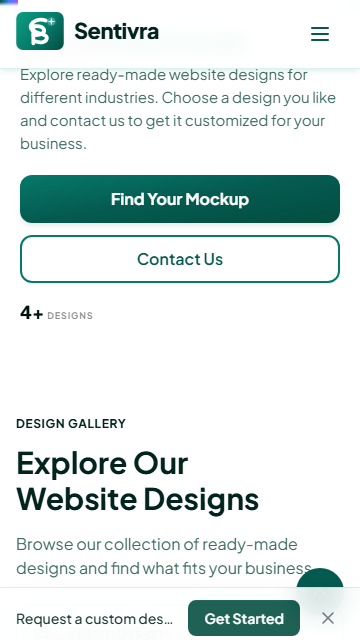 Sentivra
Explore ready-made website designs for
different industries. Choose a design you like
and contact us to get it customized for your
business.
Find Your Mockup
Contact Us
4+ DESIGNS
DESIGN GALLERY
Explore Our
Website Designs
Browse our collection of ready-made
designs and find what fits your business.
Request a custom des...
Get Started